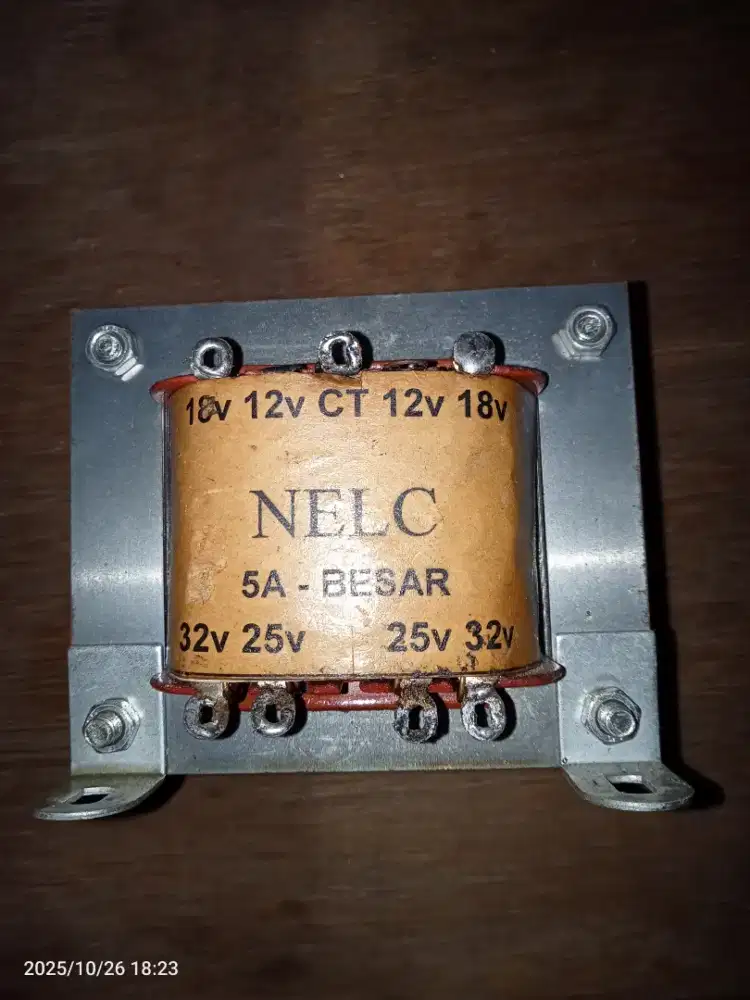 18v 12v CT 12v 18v
NELC
5A - BESAR
32v 25v 25v 32v
2025/10/26 18:23